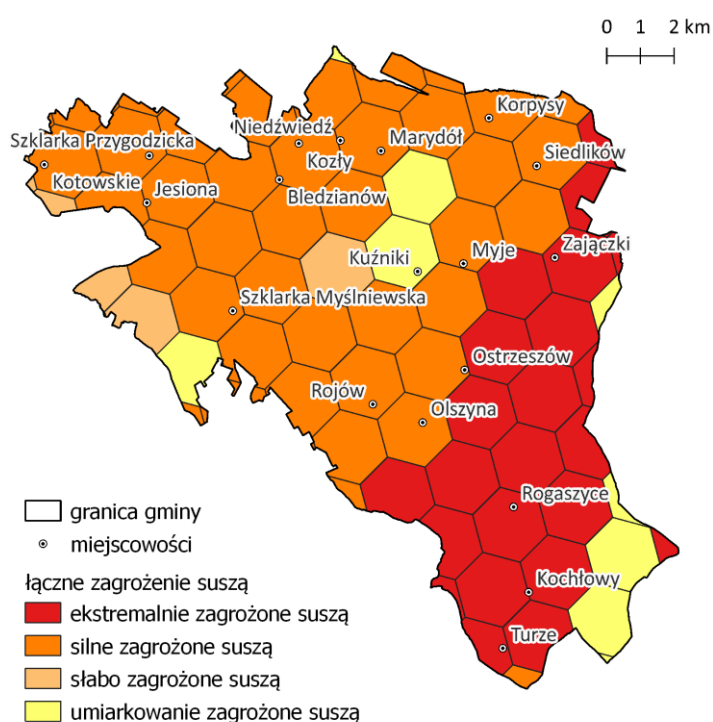 0 1 2 km
Korpysy
Niedźwiedź
Marydół
Szklarka Przygodzicka
Siedlików
Kozły
Kotowskie
Jesiona
Bledzianów
Zajączki
Myje
Kuźniki
Szklarka Myślniewska
Ostrzeszów
Rojów
Olszyna
Rogaszyce
granica gminy
miejscowości
łączne zagrożenie suszą
Kochłowy
ekstremalnie zagrożone suszą
Turze
silne zagrożone suszą
słabo zagrożone suszą
umiarkowanie zagrożone suszą